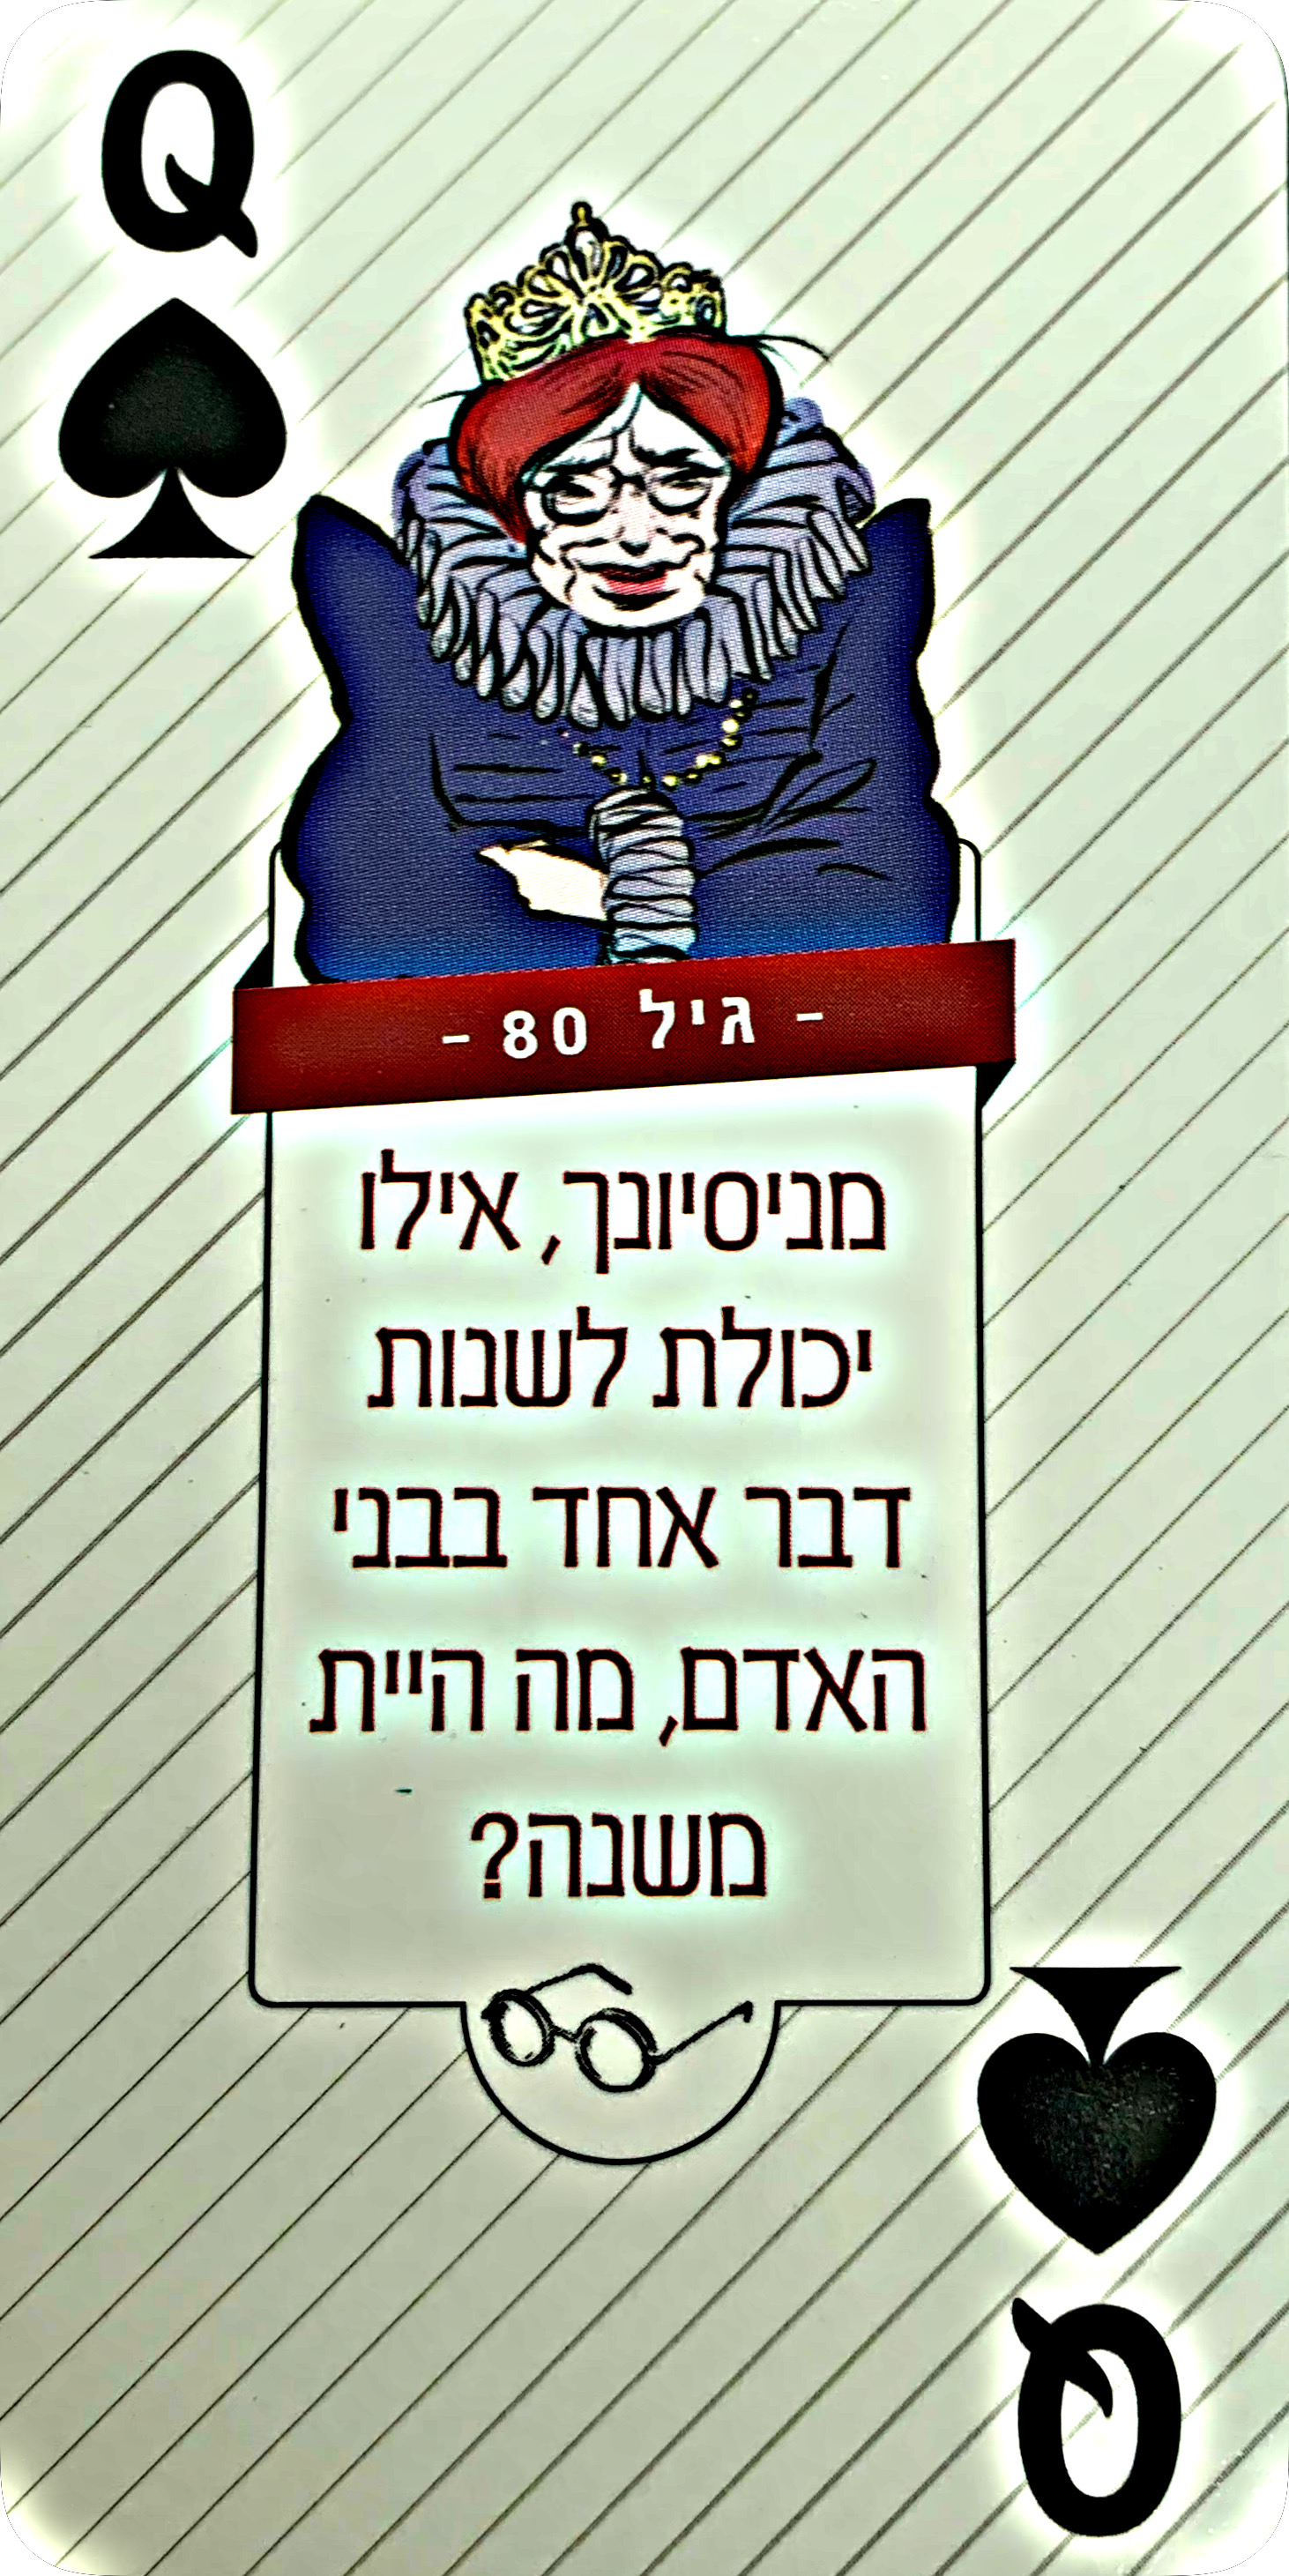 Q
- גיל 80 -
מניסיונך, אילו
יכולת לשנות
דבר אחד בבני
האדם, מה היית
משנה?
Q